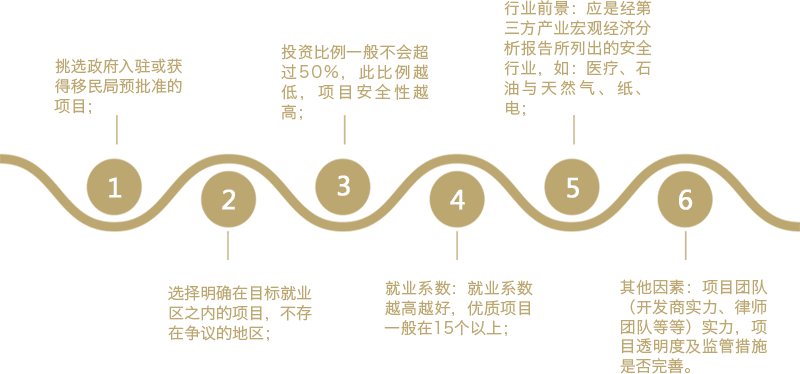 1
挑选政府入驻或获
得移民局预批准的
项目；
2
选择明确在目标就业
区之内的项目，不存
在争议的地区；
3
投资比例一般不会超
过50%，此比例越
低，项目安全性越
高；
4
就业系数：就业系数
越高越好，优质项目
一般在15个以上；
5
行业前景：应是经第
三方产业宏观经济分
析报告所列出的安全
行业，如：医疗、石
油与天然气、纸、
电；
6
其他因素：项目团队
（开发商实力、律师
团队等等）实力，项
目透明度及监管措施
是否完善。